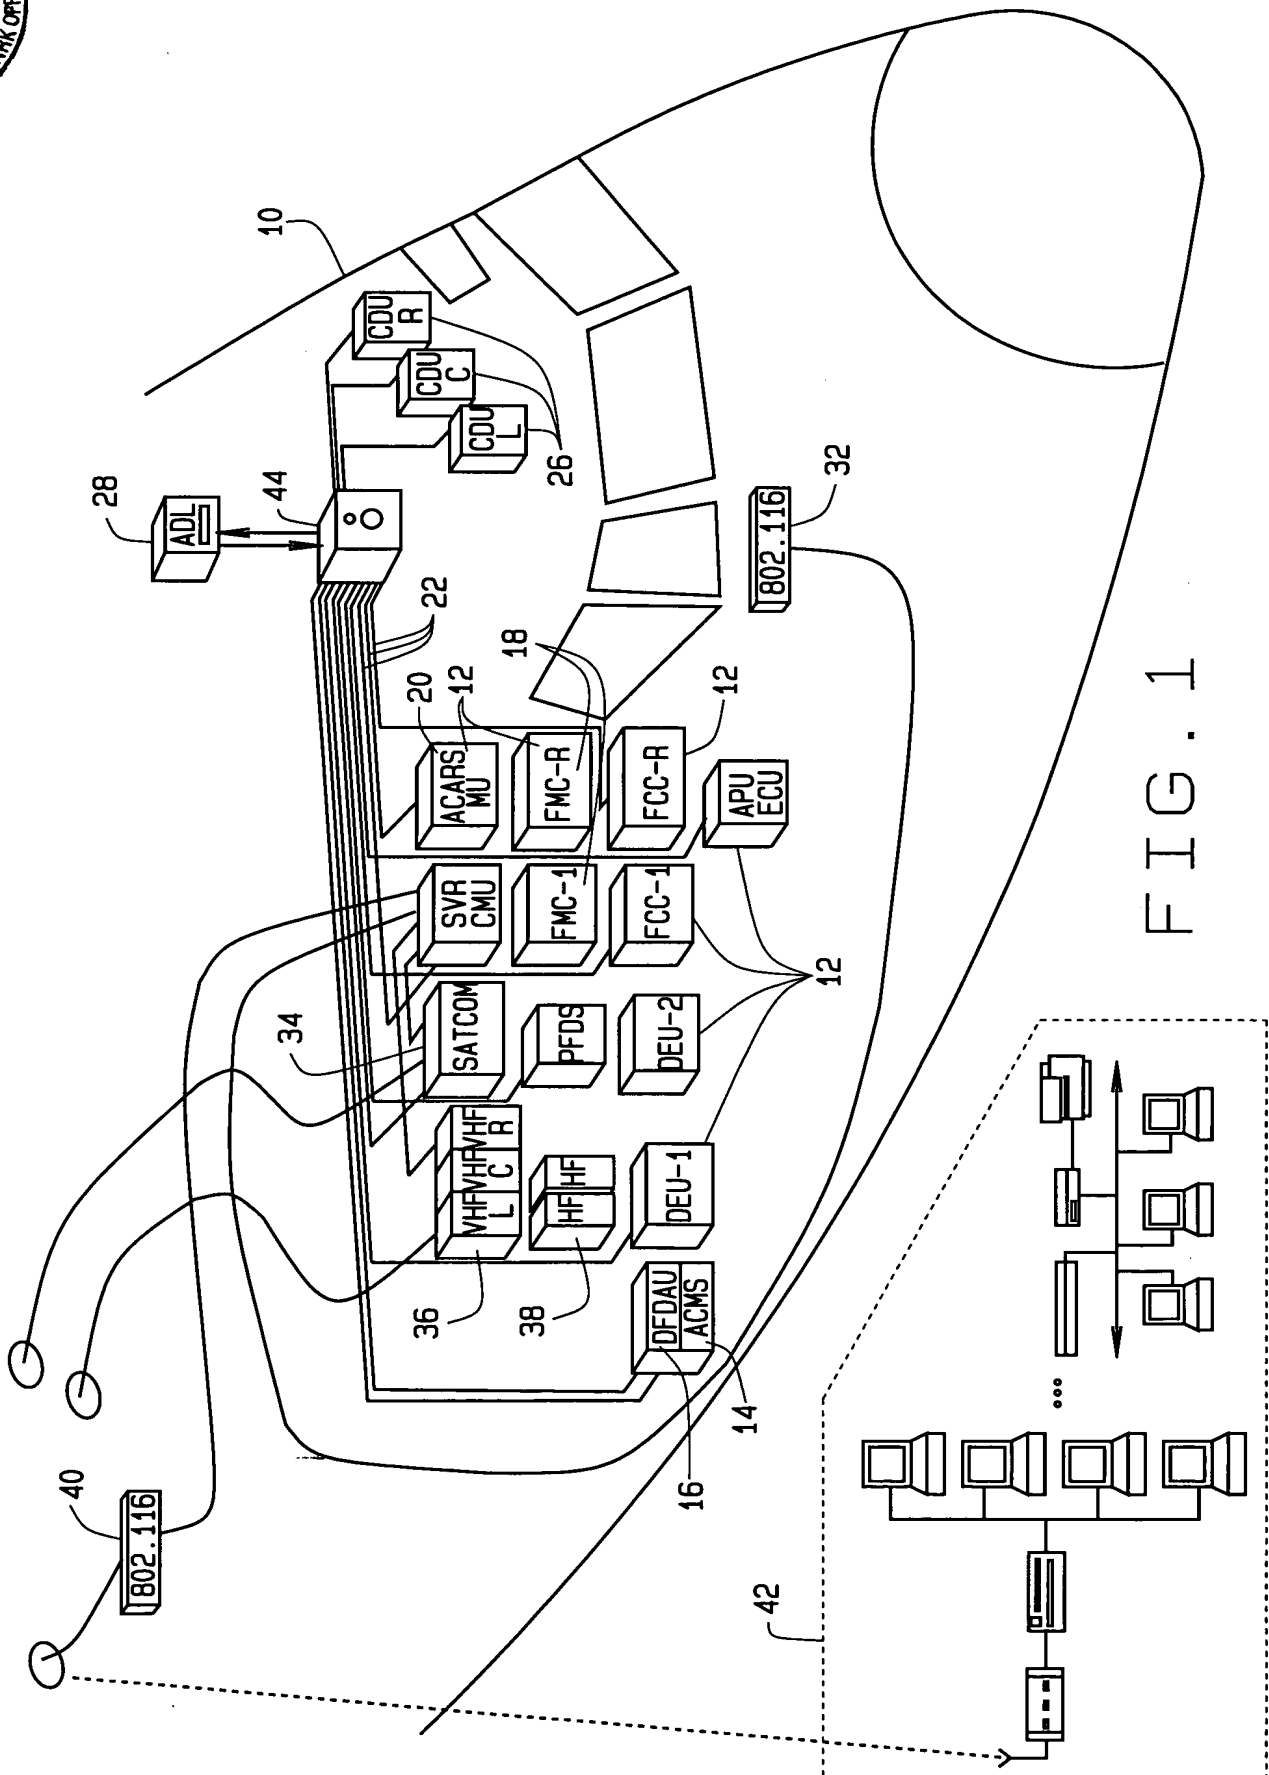 10
CDU
R
CDU
C
CDU
L
26
28
ADL
44
22
802.116
32
20
12
18
ACARS
MU
FMC-R
FCC-R
12
APU
ECU
SVR
CMU
FMC-1
FCC-1
12
34
SATCOM
PFDS
DEU-2
VHF
L
VHF
C
VHF
R
36
HF
HF
38
DEU-1
DFDAU
ACMS
16
14
40
802.116
42
FIG. 1